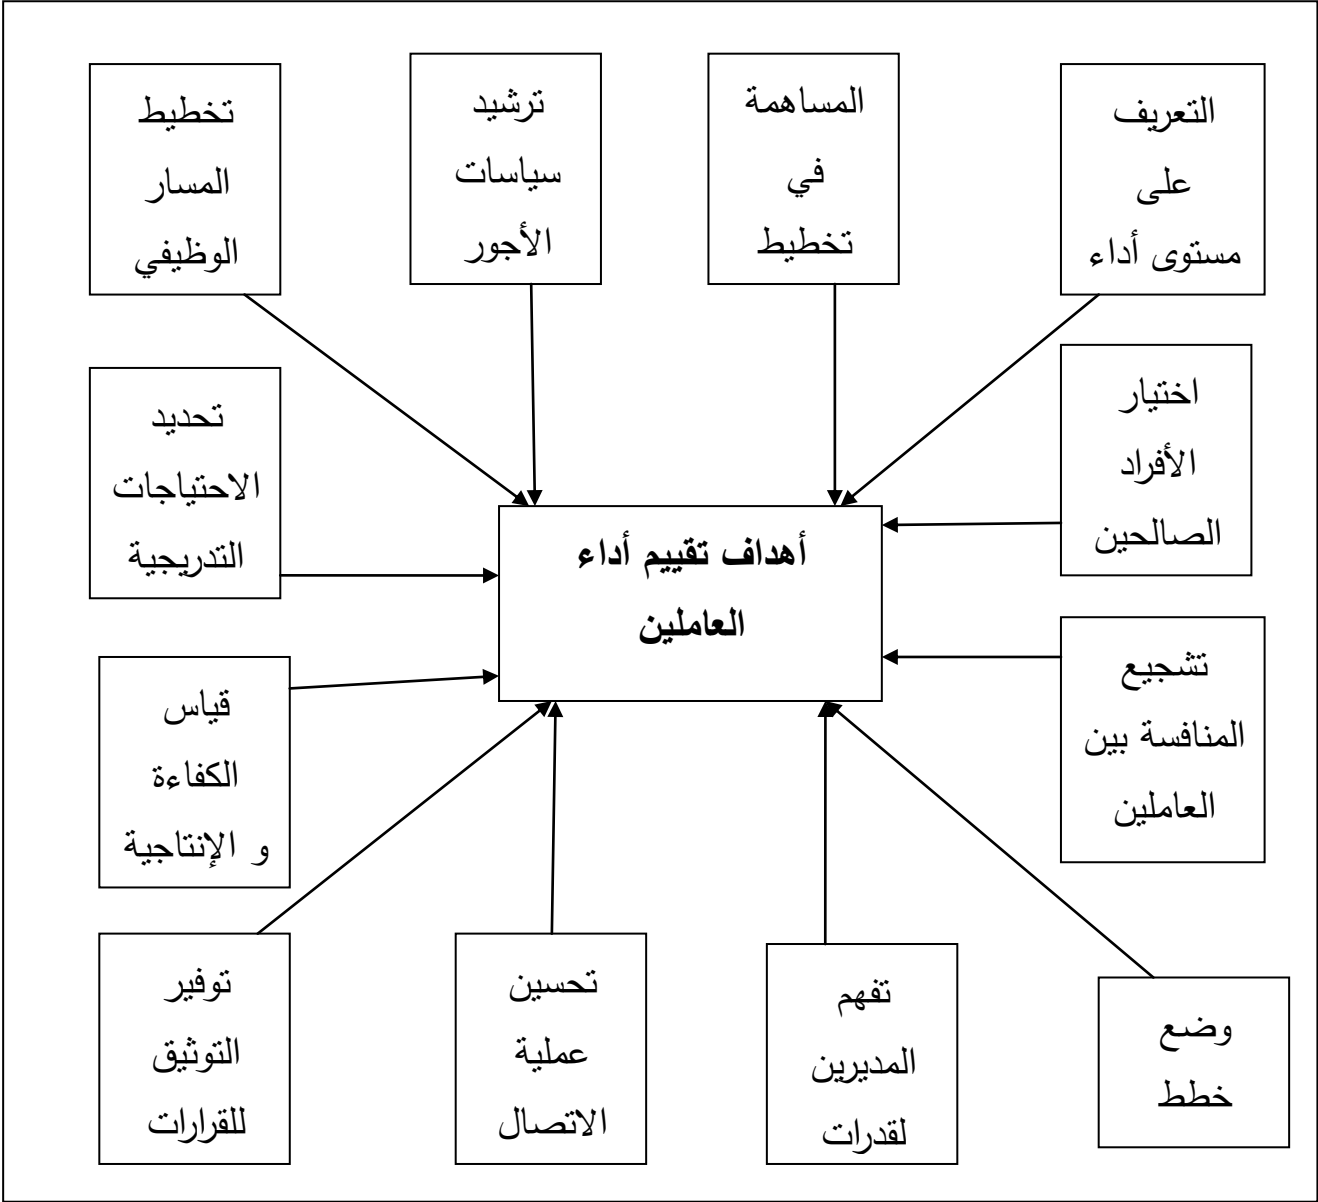 التعريف
على
مستوى أداء
المساهمة
في
تخطيط
ترشيد
سياسات
الأجور
تخطيط
المسار
الوظيفي
اختيار
الأفراد
الصالحين
تحديد
الاحتياجات
التدريجية
أهداف تقييم أداء
العاملين
تشجيع
المنافسة بين
العاملين
قياس
الكفاءة
و الإنتاجية
وضع
خطط
تفهم
المديرين
لقدرات
تحسين
عملية
الاتصال
توفير
التوثيق
للقرارات